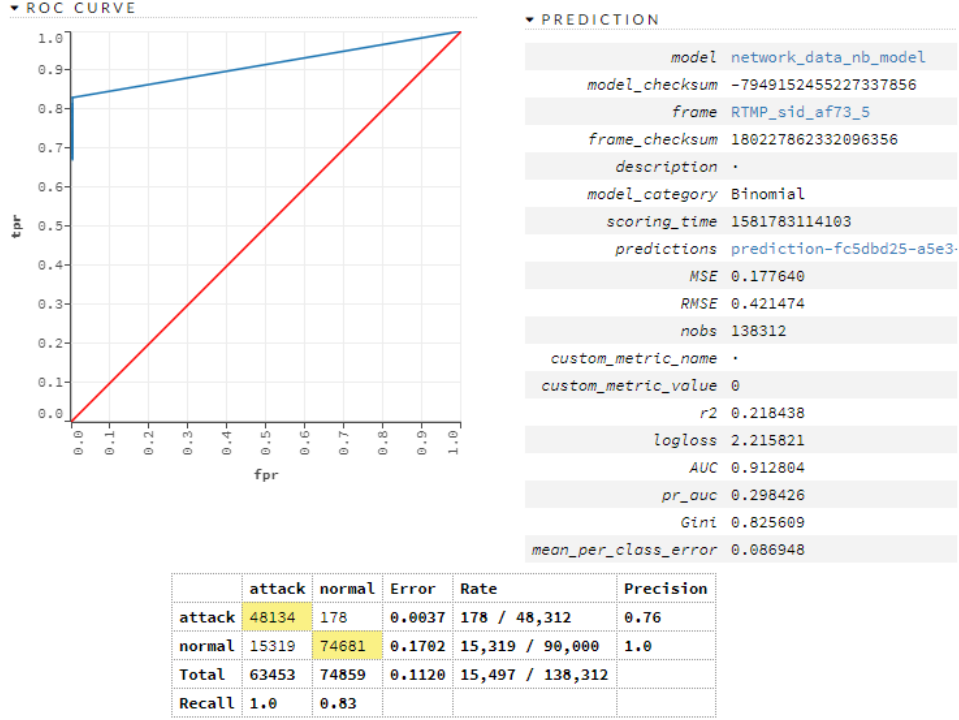 ▾ ROC CURVE
1.0
0.9
0.8
0.7
0.6
0.5
0.4
0.3
0.2
0.1
0.0
tpr
0.0 0.1 0.2 0.3 0.4 0.5 0.6 0.7 0.8 0.9 1.0
fpr
▾ PREDICTION
model network_data_nb_model
model_checksum -7949152455227337856
frame RTMP_sid_af73_5
frame_checksum 180227862332096356
description ·
model_category Binomial
scoring_time 1581783114103
predictions prediction-fc5dbd25-a5e3-
MSE 0.177640
RMSE 0.421474
nobs 138312
custom_metric_name ·
custom_metric_value 0
r2 0.218438
logloss 2.215821
AUC 0.912804
pr_auc 0.298426
Gini 0.825609
mean_per_class_error 0.086948
attack normal Error Rate Precision
attack 48134 178 0.0037 178 / 48,312 0.76
normal 15319 74681 0.1702 15,319 / 90,000 1.0
Total 63453 74859 0.1120 15,497 / 138,312
Recall 1.0 0.83